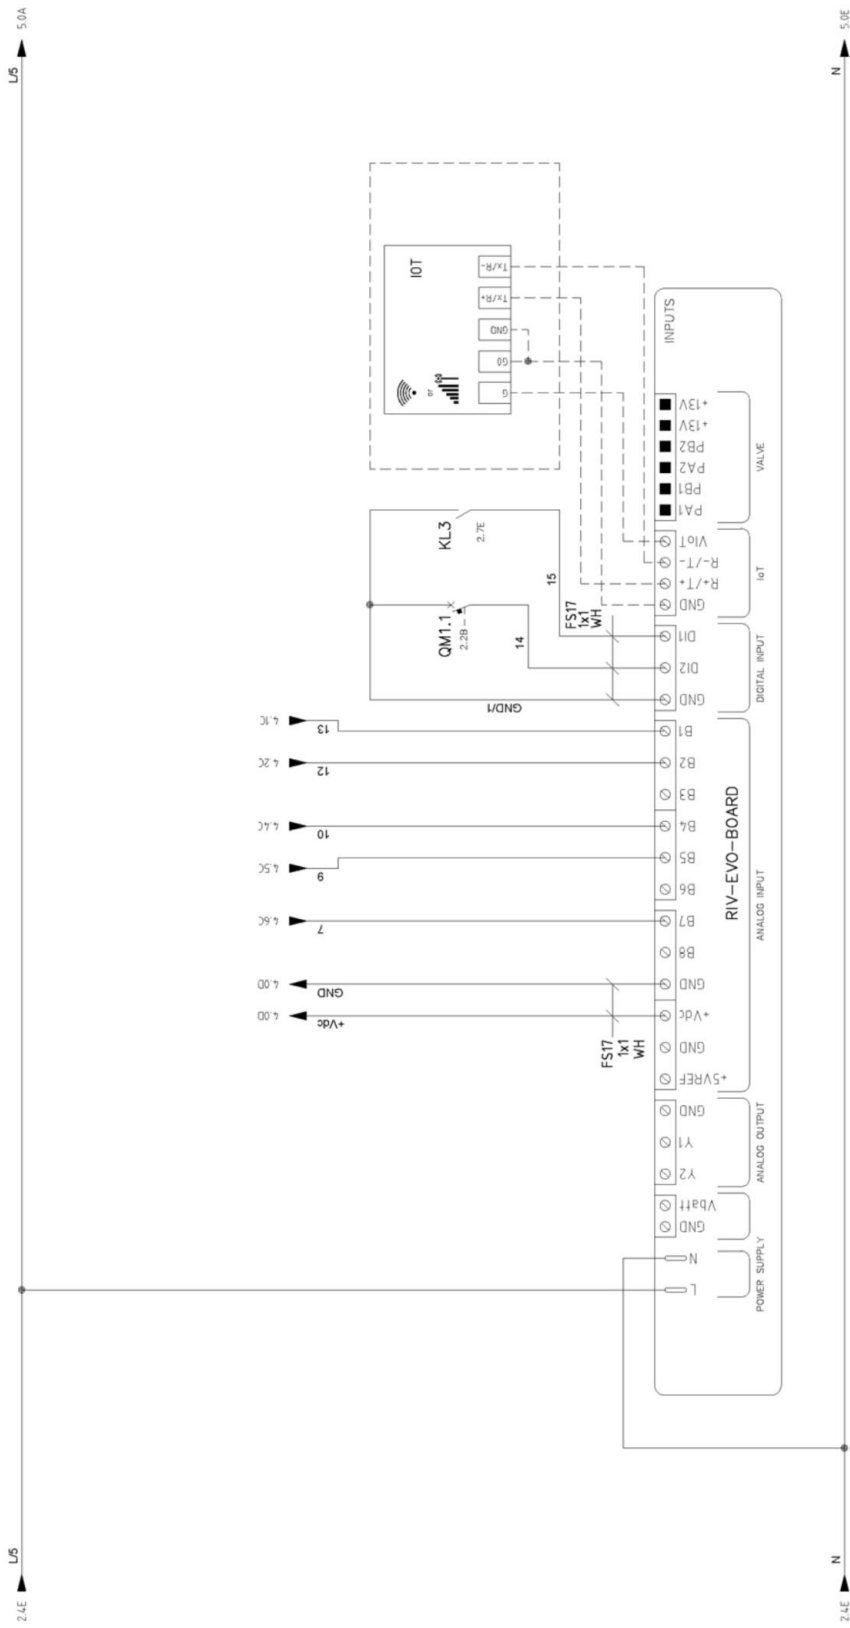 L/5
5.0A
N
5.0E
IOT
or
Tx/R-
Tx/R+
GND
G0
G
INPUTS
+13V
+13V
PB2
PA2
PB1
PA1
VALVE
VIoT
R-/T-
R+/T+
GND
IoT
KL3
2.7E
15
QM1.1
2.2B
14
FS17
1x1
WH
GND/1
DI1
DI2
GND
DIGITAL INPUT
4.1C
13
4.2C
12
4.4C
10
4.5C
9
4.6C
7
4.0D
GND
4.0D
+Vdc
FS17
1x1
WH
B1
B2
B3
B4
B5
B6
B7
B8
GND
+Vdc
GND
+5VREF
ANALOG INPUT
RIV-EVO-BOARD
GND
Y1
Y2
ANALOG OUTPUT
Vbatt
GND
N
L
POWER SUPPLY
L/5
2.4E
N
2.4E